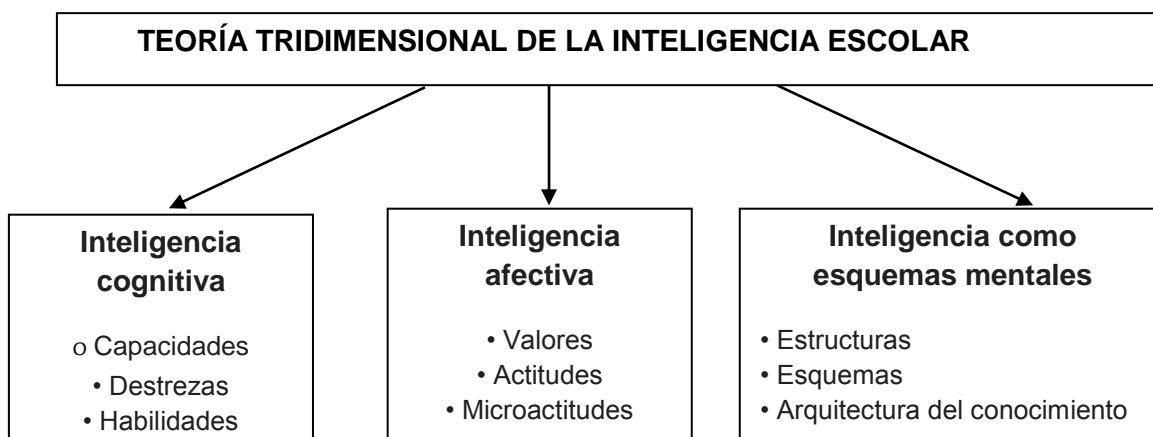 TEORÍA TRIDIMENSIONAL DE LA INTELIGENCIA ESCOLAR
Inteligencia
cognitiva
o Capacidades
• Destrezas
• Habilidades
Inteligencia
afectiva
• Valores
• Actitudes
• Microactitudes
Inteligencia como
esquemas mentales
• Estructuras
• Esquemas
• Arquitectura del conocimiento